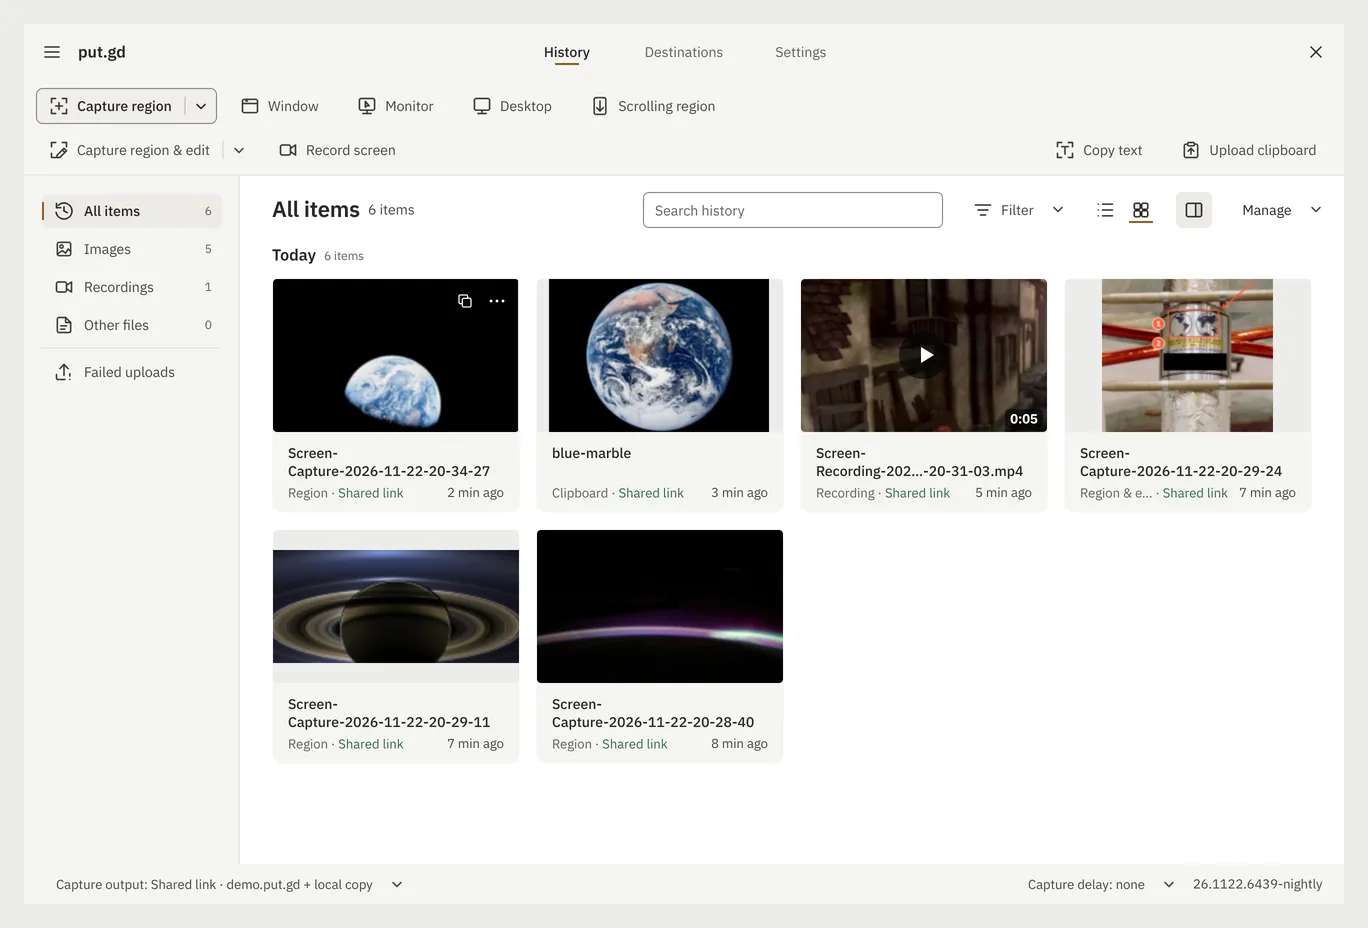 put.gd
History
Destinations
Settings
Capture region
Window
Monitor
Desktop
Scrolling region
Capture region & edit
Record screen
Copy text
Upload clipboard
All items 6
Images 5
Recordings 1
Other files 0
Failed uploads
All items 6 items
Search history
Filter
Manage
Today 6 items
Screen-
Capture-2026-11-22-20-34-27
Region · Shared link 2 min ago
blue-marble
Clipboard · Shared link 3 min ago
0:05
Screen-
Recording-202...-20-31-03.mp4
Recording · Shared link 5 min ago
1
2
Screen-
Capture-2026-11-22-20-29-24
Region & e... · Shared link 7 min ago
Screen-
Capture-2026-11-22-20-29-11
Region · Shared link 7 min ago
Screen-
Capture-2026-11-22-20-28-40
Region · Shared link 8 min ago
Capture output: Shared link · demo.put.gd + local copy
Capture delay: none
26.1122.6439-nightly